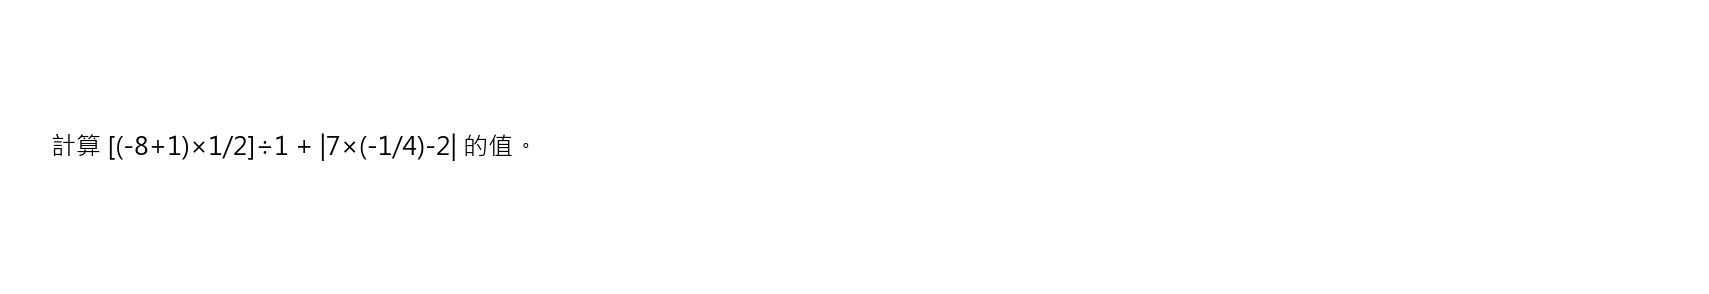 計算 [(-8+1)×1/2]÷1 + |7×(-1/4)-2| 的值。